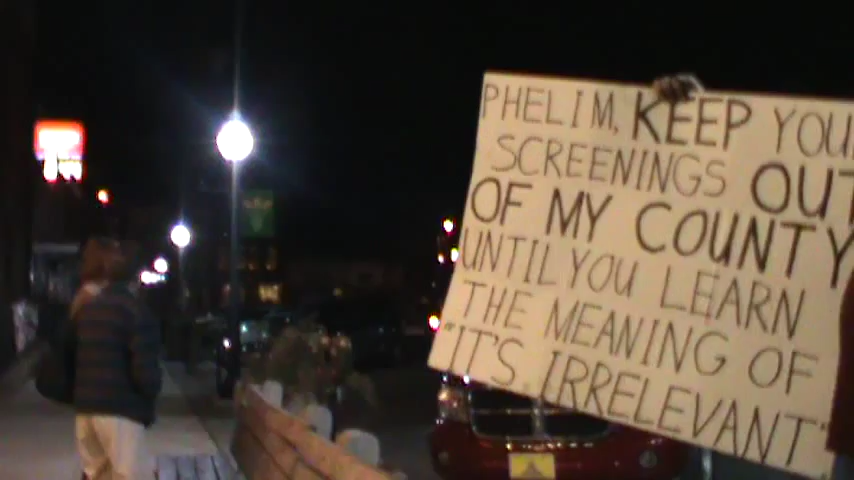 PHELIM, KEEP YOU
SCREENINGS OUT
OF MY COUNTY
UNTIL YOU LEARN
THE MEANING OF
"IT'S IRRELEVANT"